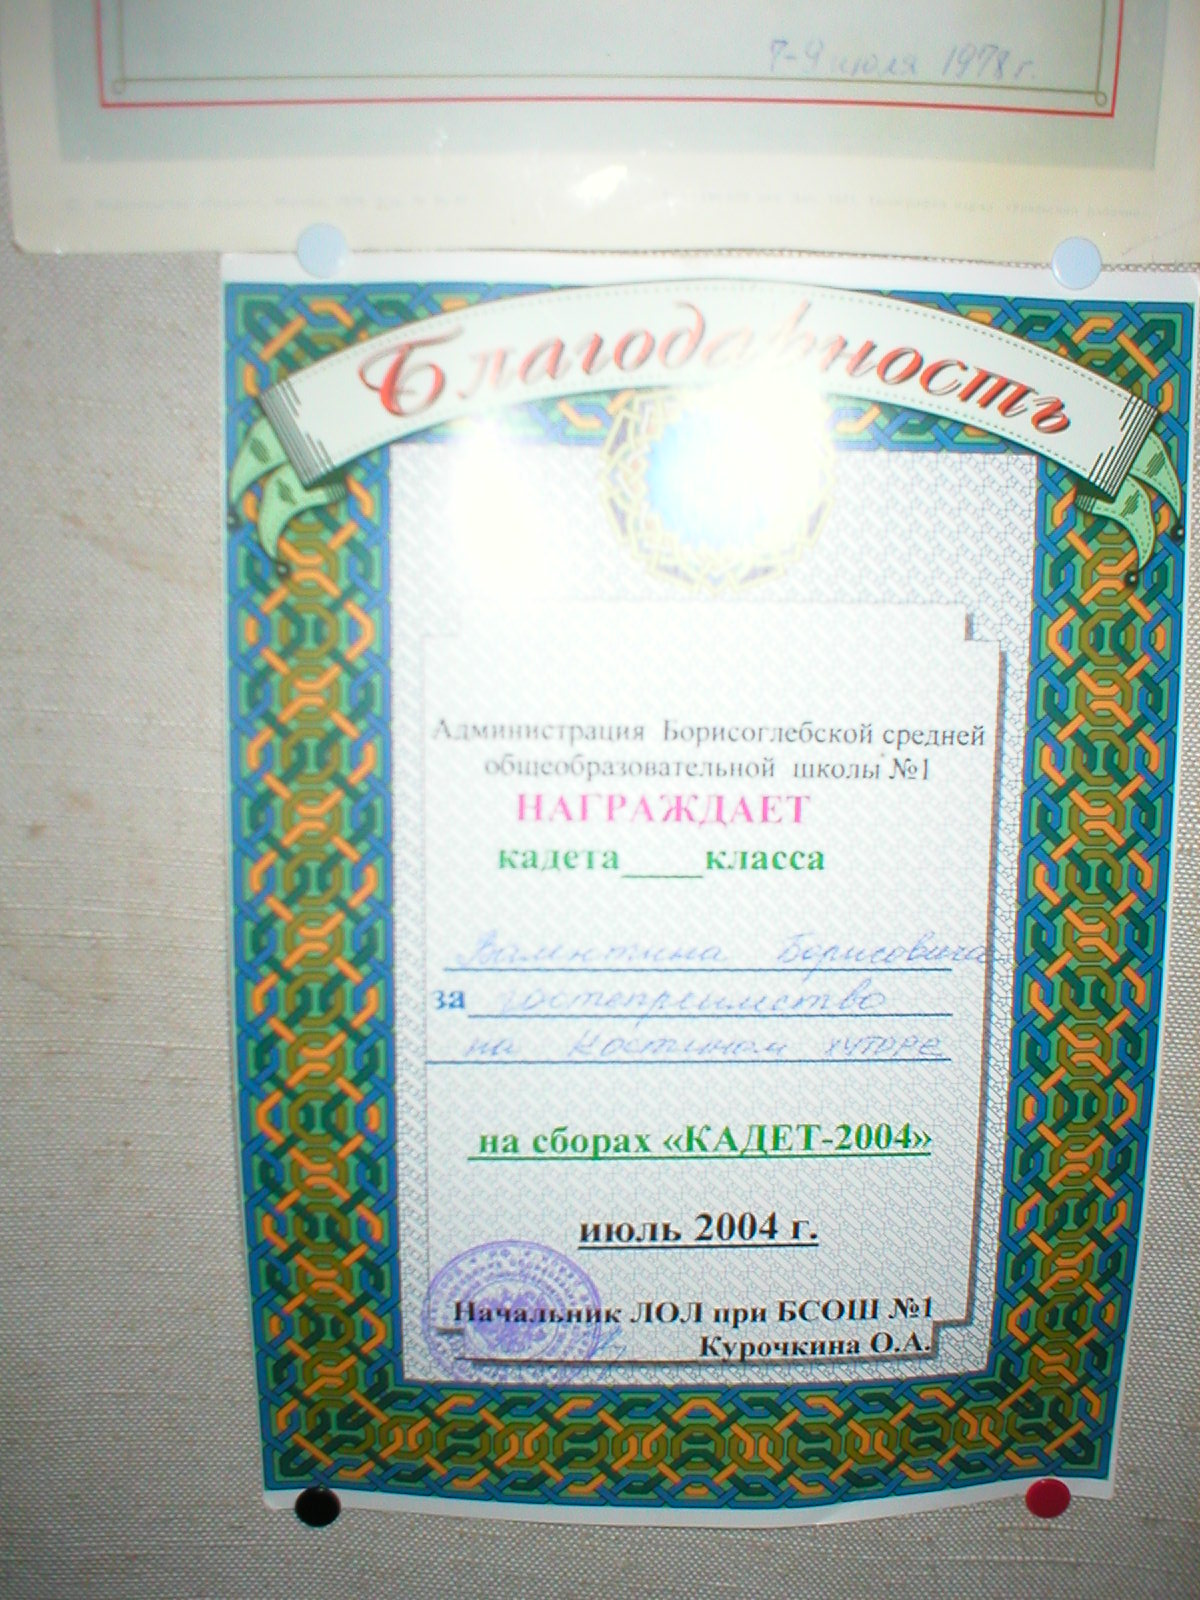 7-9 июля 1978 г.
Благодарность
Администрация Борисоглебской средней
общеобразовательной школы №1
НАГРАЖДАЕТ
кадета____класса
Валентина Борисовича
за гостеприимство
на Костином хуторе
на сборах «КАДЕТ-2004»
июль 2004 г.
Начальник ЛОЛ при БСОШ №1
Курочкина О.А.